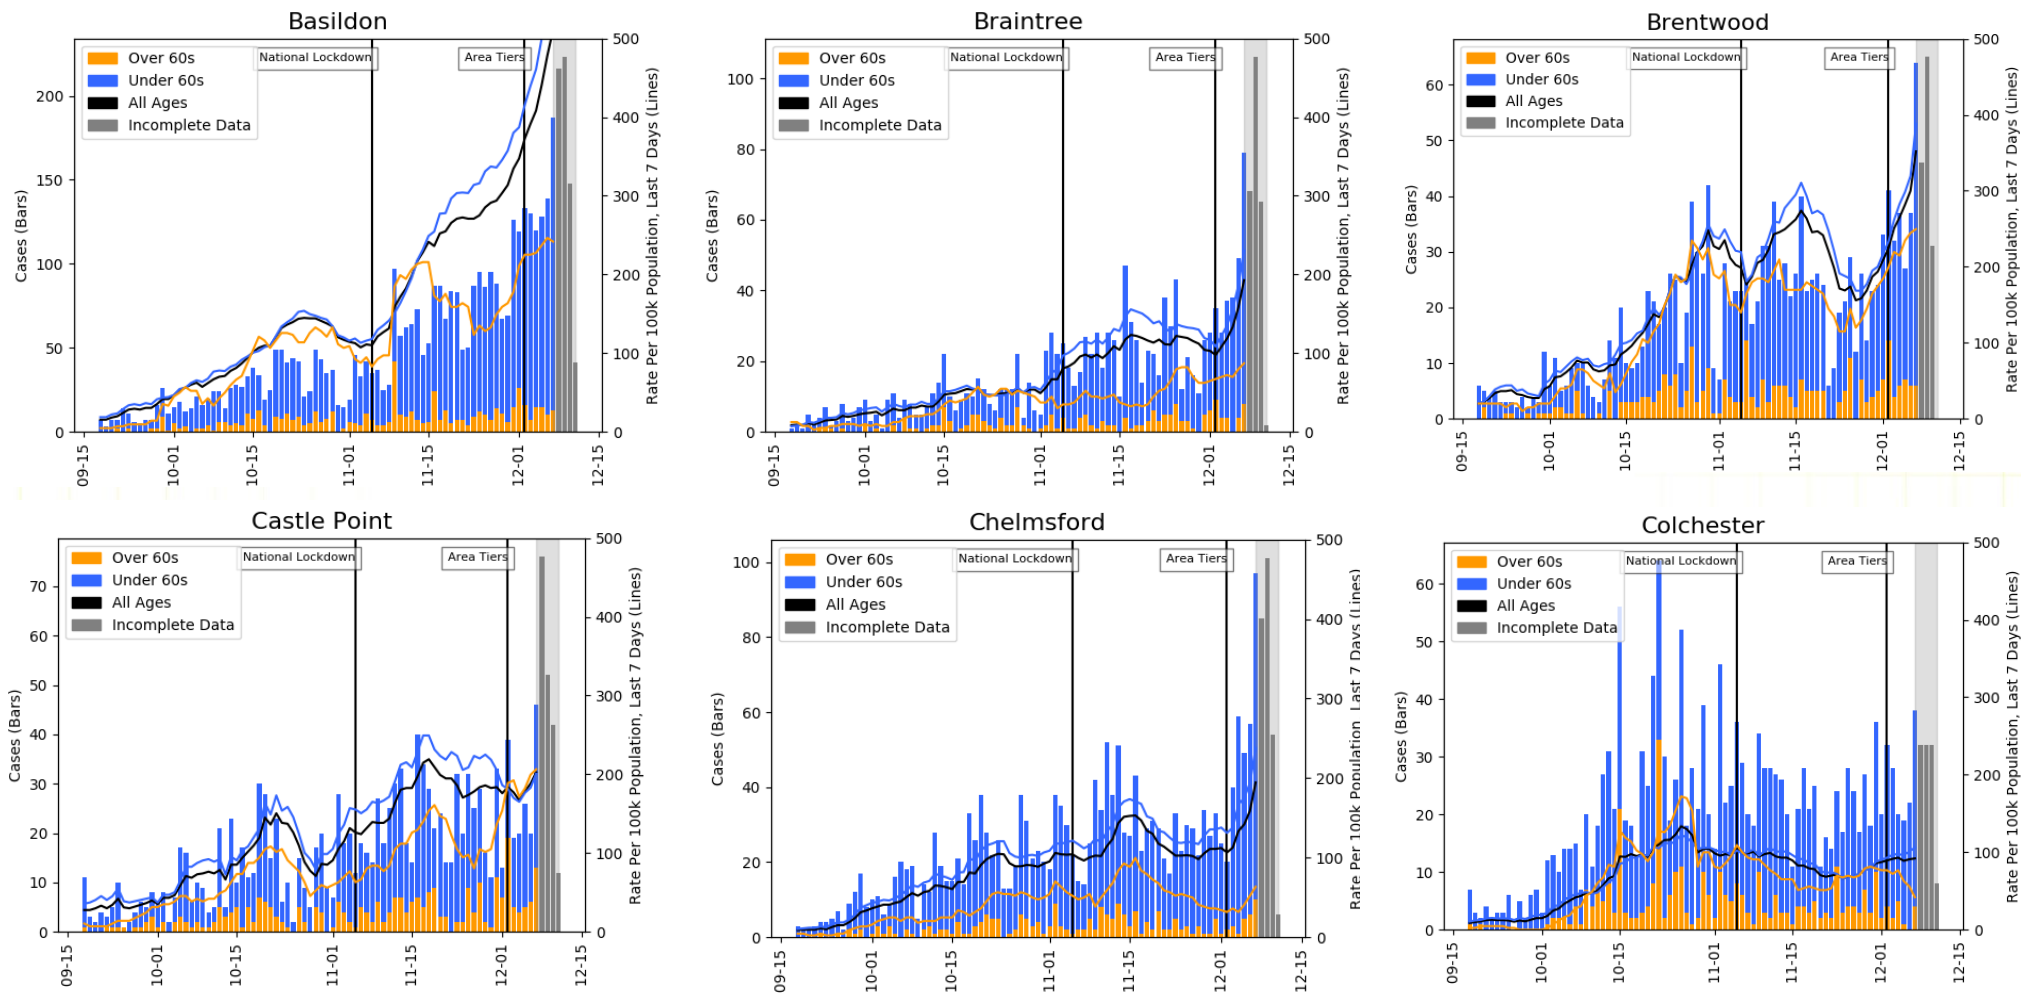 Basildon
Over 60s
Under 60s
All Ages
Incomplete Data
National Lockdown
Area Tiers
Cases (Bars)
200
150
100
50
0
500
400
300
200
100
0
Rate Per 100k Population, Last 7 Days (Lines)
09-15
10-01
10-15
11-01
11-15
12-01
12-15
Braintree
Over 60s
Under 60s
All Ages
Incomplete Data
National Lockdown
Area Tiers
Cases (Bars)
100
80
60
40
20
0
500
400
300
200
100
0
Rate Per 100k Population, Last 7 Days (Lines)
09-15
10-01
10-15
11-01
11-15
12-01
12-15
Brentwood
Over 60s
Under 60s
All Ages
Incomplete Data
National Lockdown
Area Tiers
Cases (Bars)
60
50
40
30
20
10
0
500
400
300
200
100
0
Rate Per 100k Population, Last 7 Days (Lines)
09-15
10-01
10-15
11-01
11-15
12-01
12-15
Castle Point
Over 60s
Under 60s
All Ages
Incomplete Data
National Lockdown
Area Tiers
Cases (Bars)
70
60
50
40
30
20
10
0
500
400
300
200
100
0
Rate Per 100k Population, Last 7 Days (Lines)
09-15
10-01
10-15
11-01
11-15
12-01
12-15
Chelmsford
Over 60s
Under 60s
All Ages
Incomplete Data
National Lockdown
Area Tiers
Cases (Bars)
100
80
60
40
20
0
500
400
300
200
100
0
Rate Per 100k Population, Last 7 Days (Lines)
09-15
10-01
10-15
11-01
11-15
12-01
12-15
Colchester
Over 60s
Under 60s
All Ages
Incomplete Data
National Lockdown
Area Tiers
Cases (Bars)
60
50
40
30
20
10
0
500
400
300
200
100
0
Rate Per 100k Population, Last 7 Days (Lines)
09-15
10-01
10-15
11-01
11-15
12-01
12-15